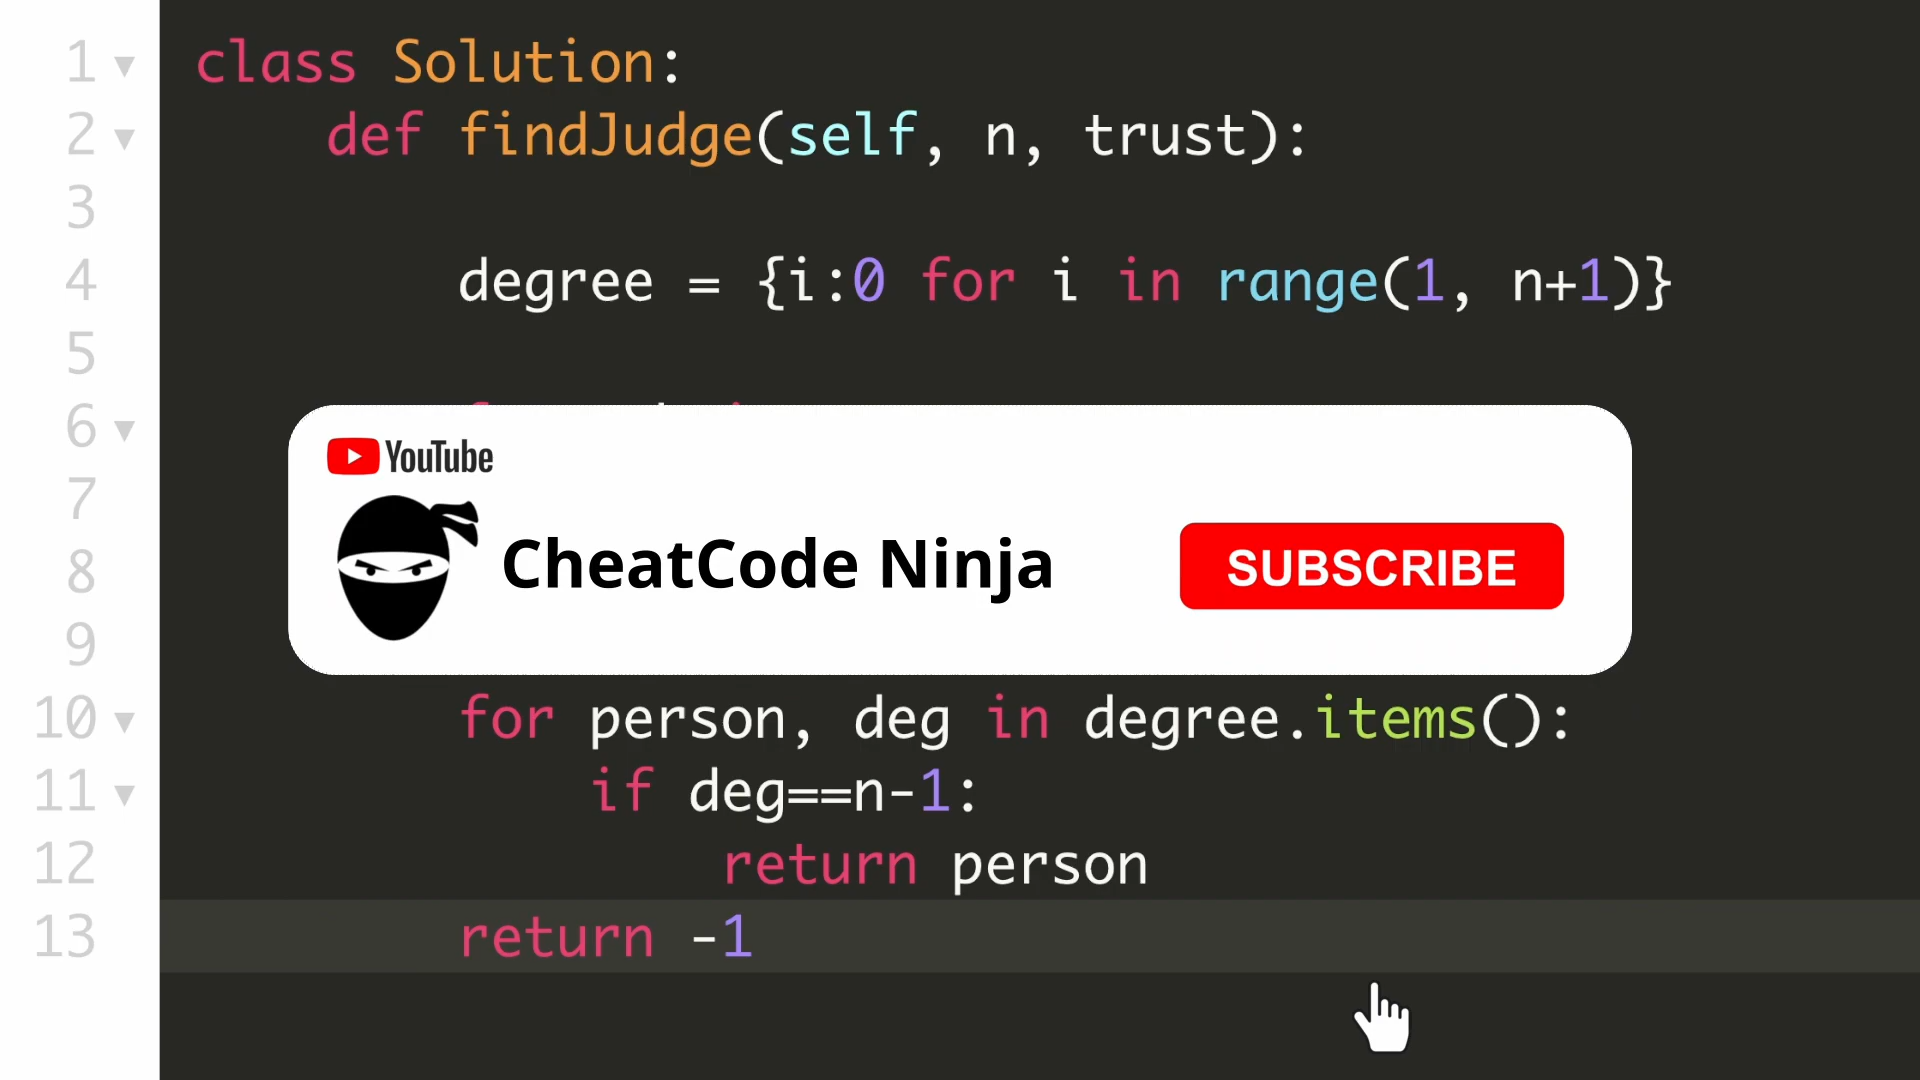 1 class Solution:
2 def findJudge(self, n, trust):
3
4 degree = {i:0 for i in range(1, n+1)}
5
6
YouTube
7
CheatCode Ninja SUBSCRIBE
8
9
10 for person, deg in degree.items():
11 if deg==n-1:
12 return person
13 return -1